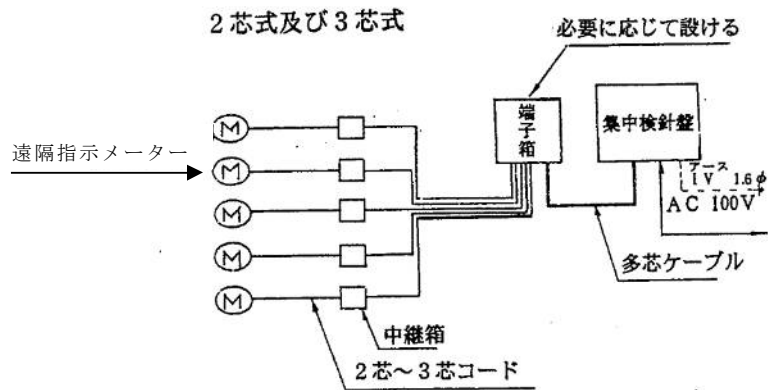 2芯式及び3芯式
必要に応じて設ける
端子箱
集中検針盤
遠隔指示メーター
M
M
M
M
M
アース
IV 1.6φ
AC 100V
多芯ケーブル
中継箱
2芯~3芯コード